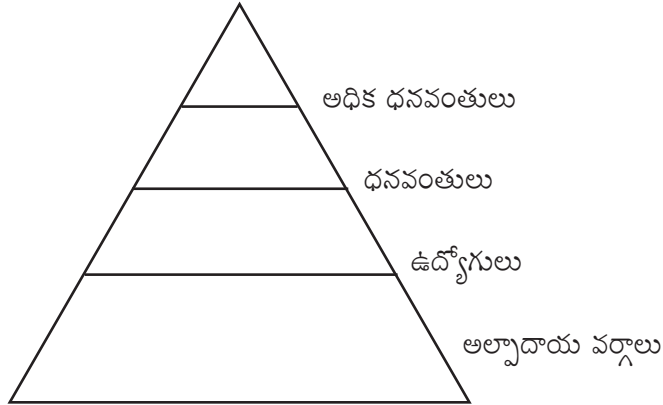 అధిక ధనవంతులు
ధనవంతులు
ఉద్యోగులు
అల్పాదాయ వర్గాలు